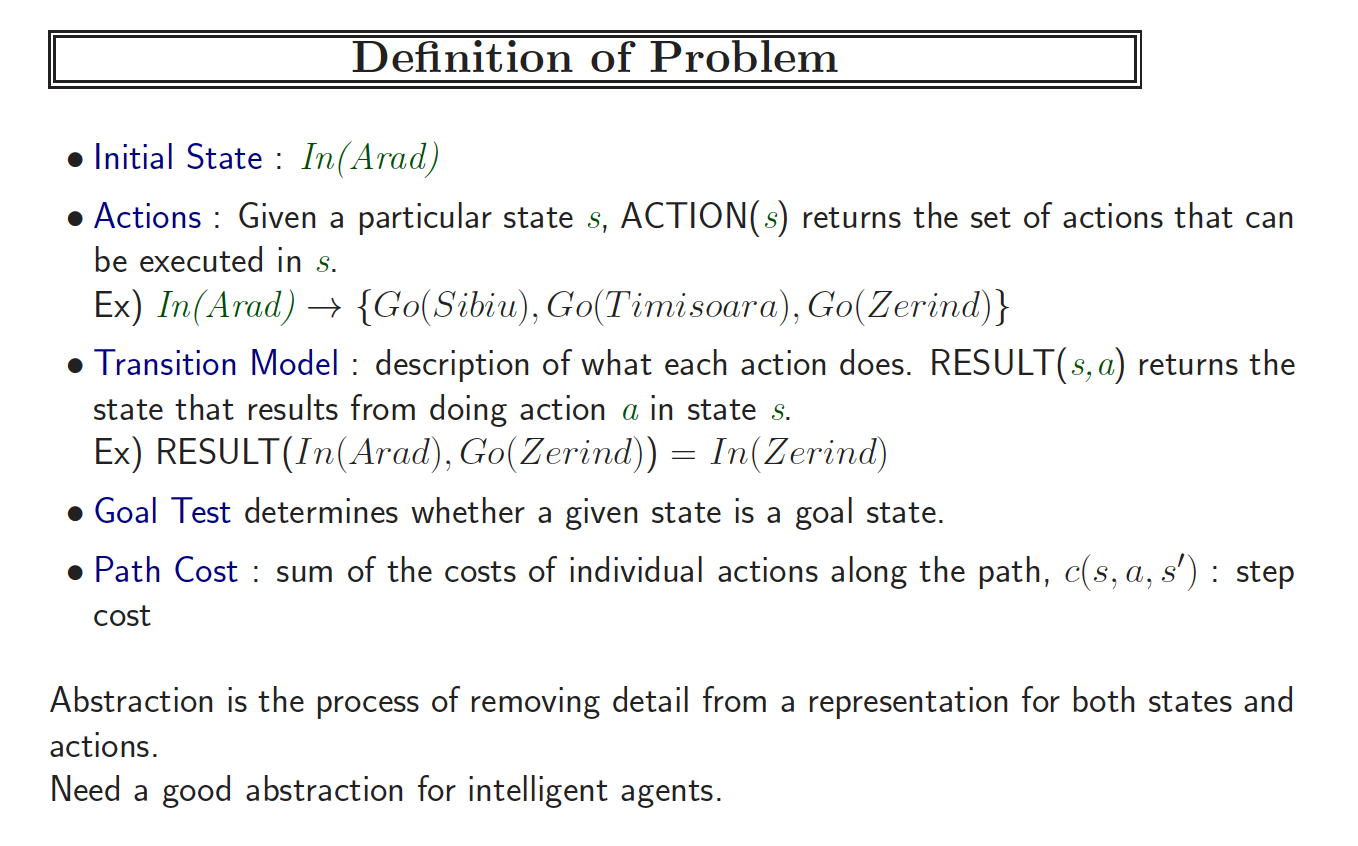 Definition of Problem
• Initial State : In(Arad)
• Actions : Given a particular state s, ACTION(s) returns the set of actions that can
be executed in s.
Ex) In(Arad) → {Go(Sibiu), Go(Timisoara), Go(Zerind)}
• Transition Model : description of what each action does. RESULT(s,a) returns the
state that results from doing action a in state s.
Ex) RESULT(In(Arad), Go(Zerind)) = In(Zerind)
• Goal Test determines whether a given state is a goal state.
• Path Cost : sum of the costs of individual actions along the path, c(s, a, s′) : step
cost
Abstraction is the process of removing detail from a representation for both states and
actions.
Need a good abstraction for intelligent agents.